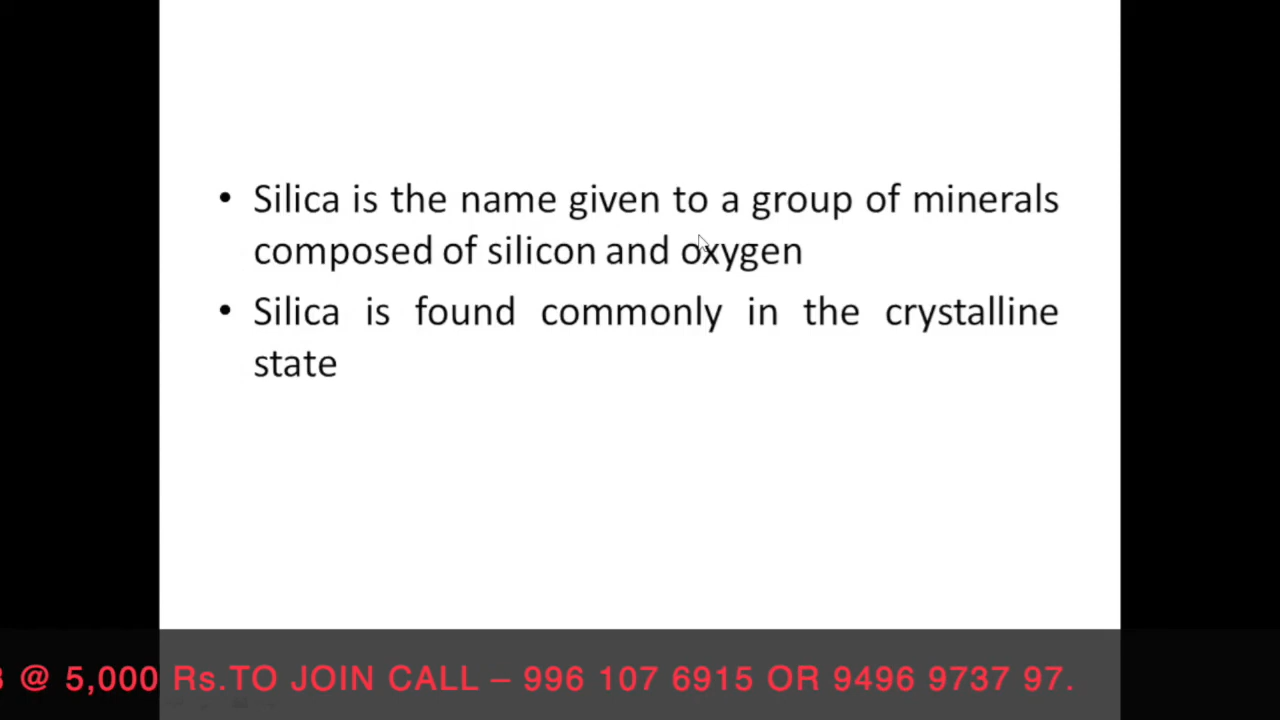 • Silica is the name given to a group of minerals
composed of silicon and oxygen
• Silica is found commonly in the crystalline
state
@ 5,000 Rs.TO JOIN CALL – 996 107 6915 OR 9496 9737 97.